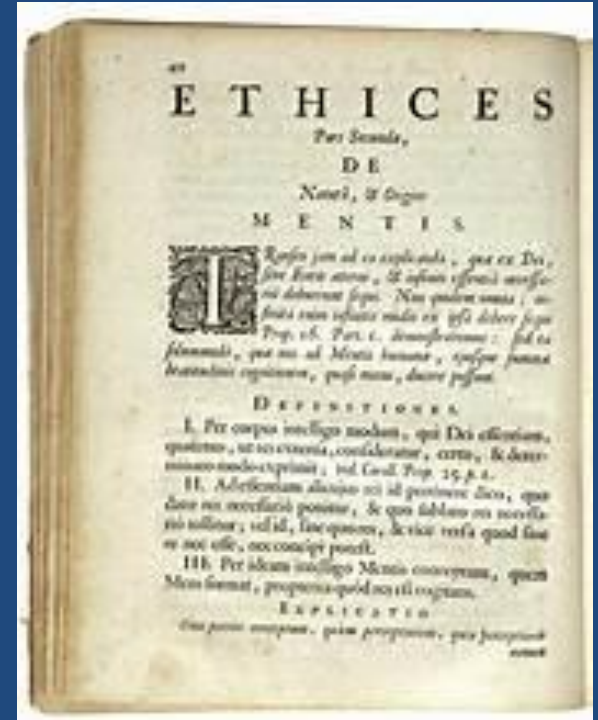 40
ETHICES
Pars Secunda,
DE
Naturâ, & Origine
MENTIS.
TRanseo jam ad ea explicanda, quæ ex Dei,
sive Entis æterni, & infiniti essentiâ necessa-
riò debuerunt sequi. Non quidem omnia; in-
finita enim infinitis modis ex ipsâ debere sequi
Prop. 16. Part. 1. demonstravimus: sed ea
solummodò, quæ nos ad Mentis humanæ, ejusque summæ
beatitudinis cognitionem, quasi manu, ducere possunt.
DEFINITIONES.
I. Per corpus intelligo modum, qui Dei essentiam,
quatenus, ut res extensa, consideratur, certo, & deter-
minato modo exprimit; vid. Coroll. Prop. 25. p. 1.
II. Ad essentiam alicujus rei id pertinere dico, quo
dato res necessariò ponitur, & quo sublato res necessa-
riò tollitur; vel id, sine quo res, & vice versâ quod sine
re nec esse, nec concipi potest.
III. Per ideam intelligo Mentis conceptum, quem
Mens format, propterea quòd res est cogitans.
EXPLICATIO
Dico potiùs conceptum, quàm perceptionem, quia perceptionis
nomen